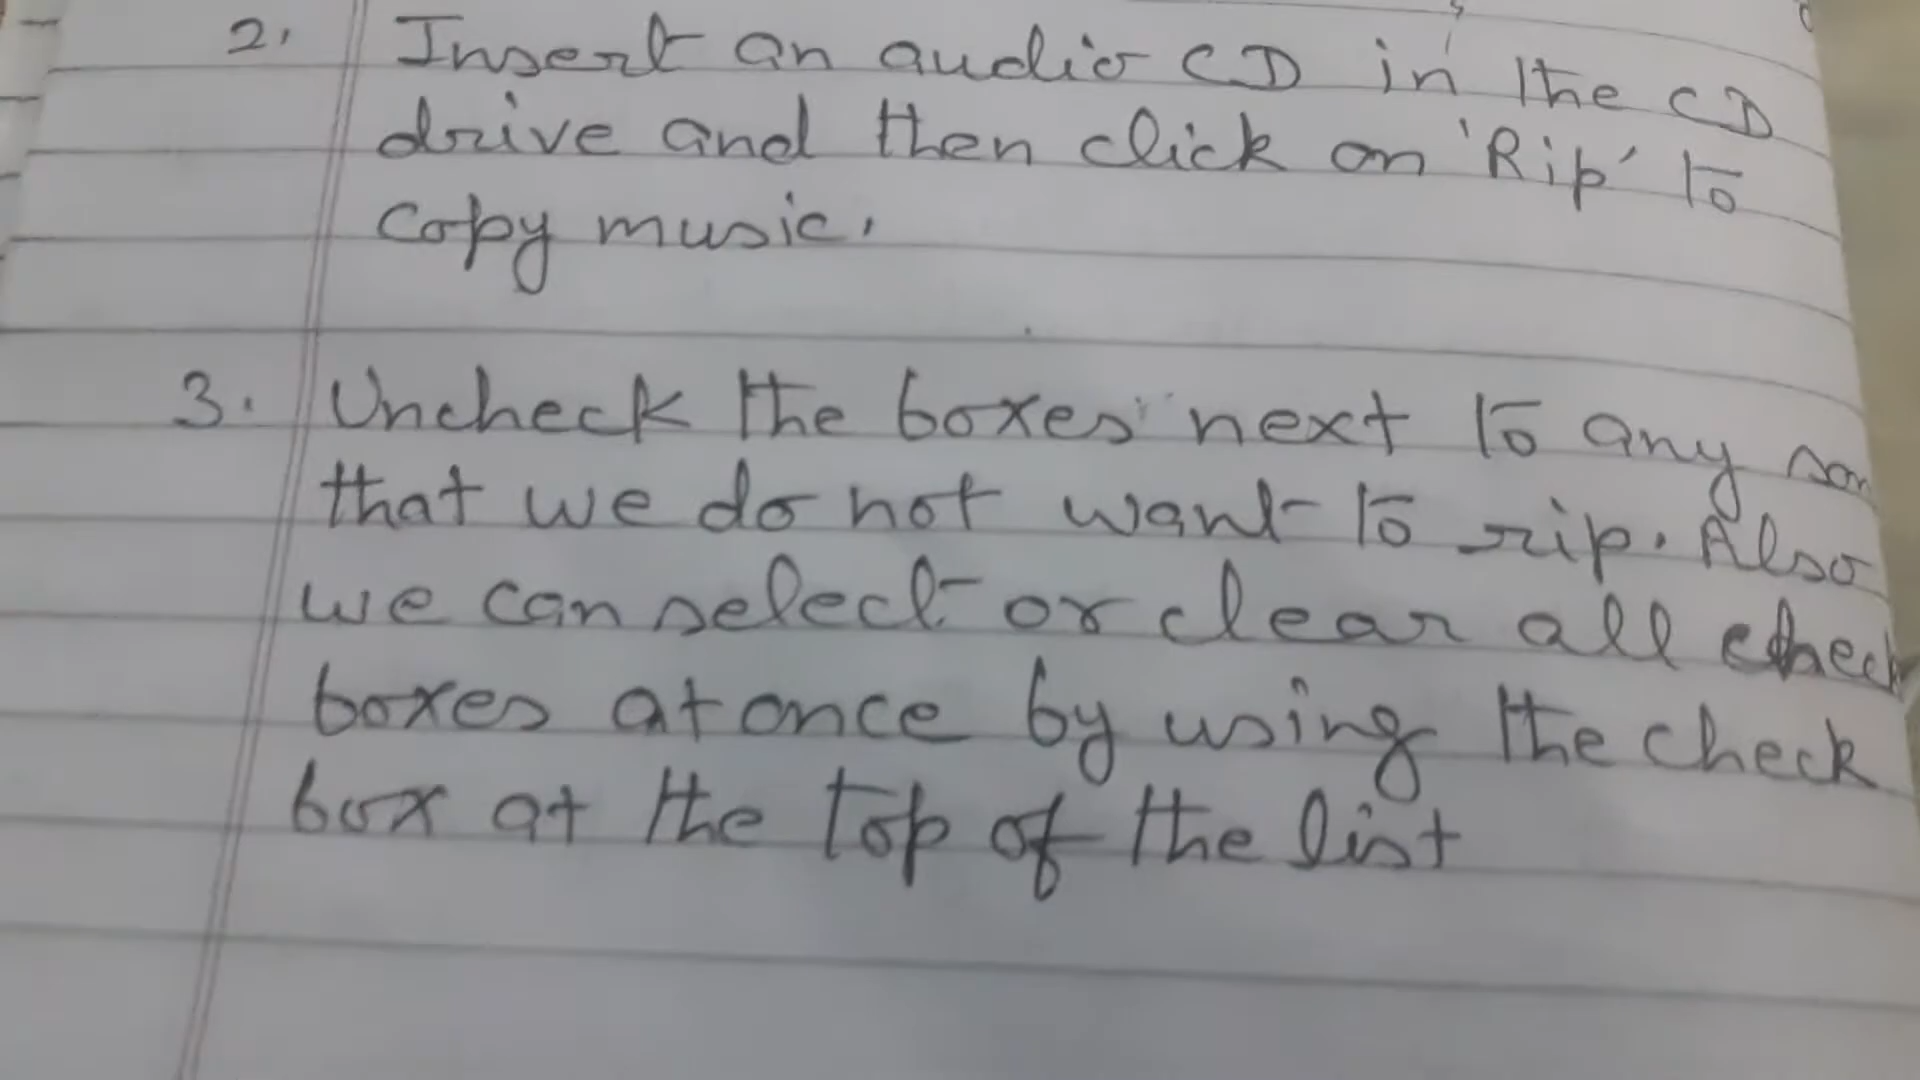 2. Insert an audio CD in the CD
drive and then click on 'Rip' to
copy music.
3. Uncheck the boxes next to any son
that we do not want to rip. Also
we can select or clear all check
boxes at once by using the check
box at the top of the list